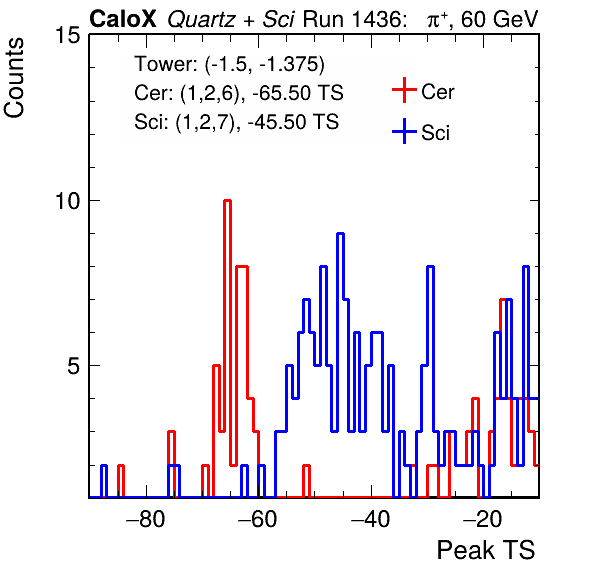 CaloX Quartz + Sci Run 1436: π⁺, 60 GeV
Counts
15
10
5
Tower: (-1.5, -1.375)
Cer: (1,2,6), -65.50 TS
Sci: (1,2,7), -45.50 TS
Cer
Sci
−80 −60 −40 −20
Peak TS